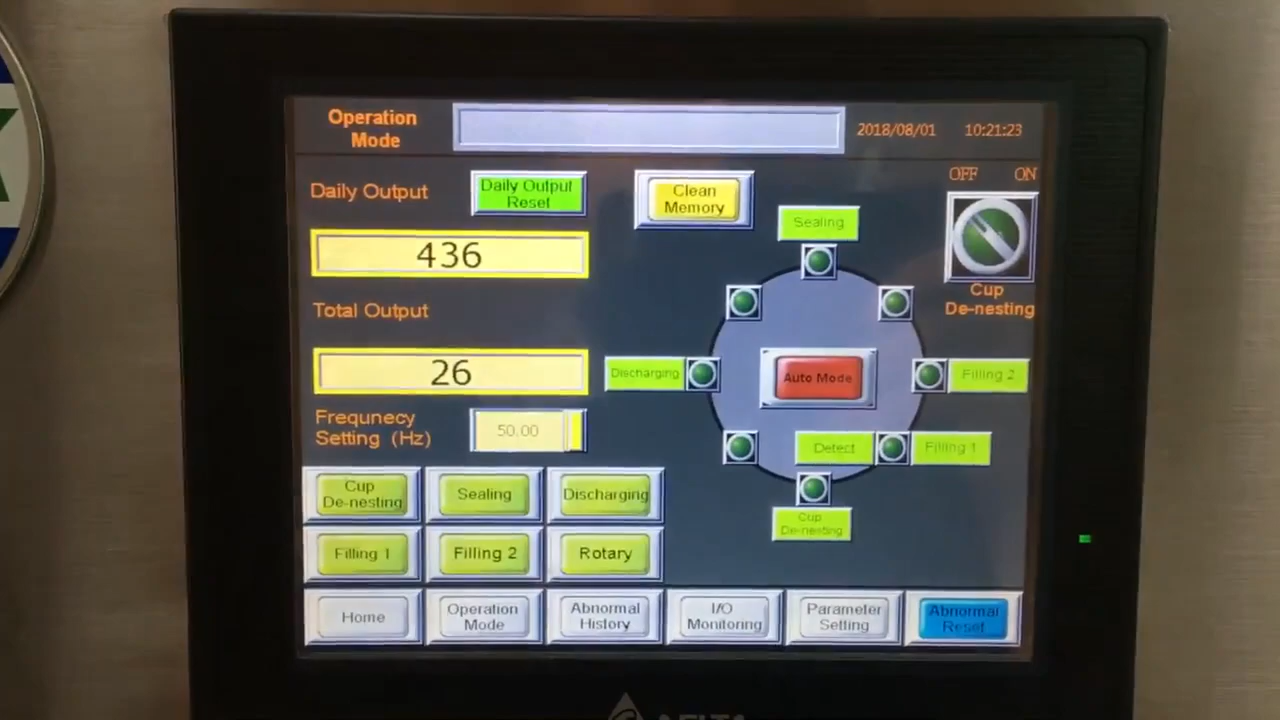 Operation
Mode
2018/08/01
10:21:23
OFF
ON
Daily Output
Daily Output
Reset
Clean
Memory
Sealing
436
Cup
De-nesting
Total Output
26
Discharging
Auto Mode
Filling 2
Frequnecy
Setting (Hz)
50.00
Detect
Filling 1
Cup
De-nesting
Cup
De-nesting
Sealing
Discharging
Filling 1
Filling 2
Rotary
Home
Operation
Mode
Abnormal
History
I/O
Monitoring
Parameter
Setting
Abnormal
Reset